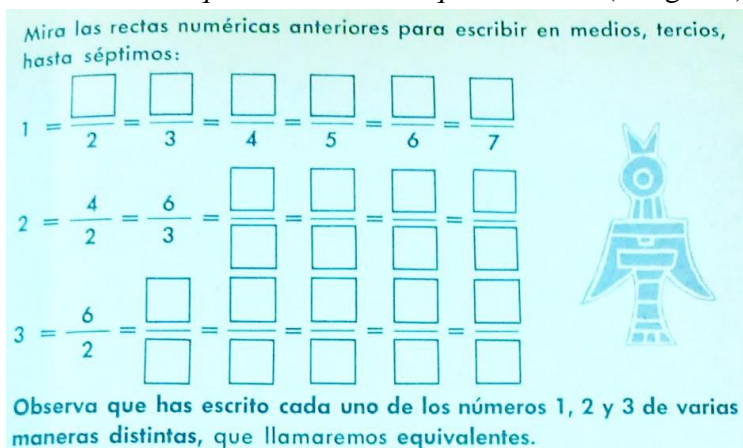 Mira las rectas numéricas anteriores para escribir en medios, tercios,
hasta séptimos:
1 = □/2 = □/3 = □/4 = □/5 = □/6 = □/7
2 = 4/2 = 6/3 = □/□ = □/□ = □/□ = □/□
3 = 6/2 = □/□ = □/□ = □/□ = □/□ = □/□
Observa que has escrito cada uno de los números 1, 2 y 3 de varias
maneras distintas, que llamaremos equivalentes.